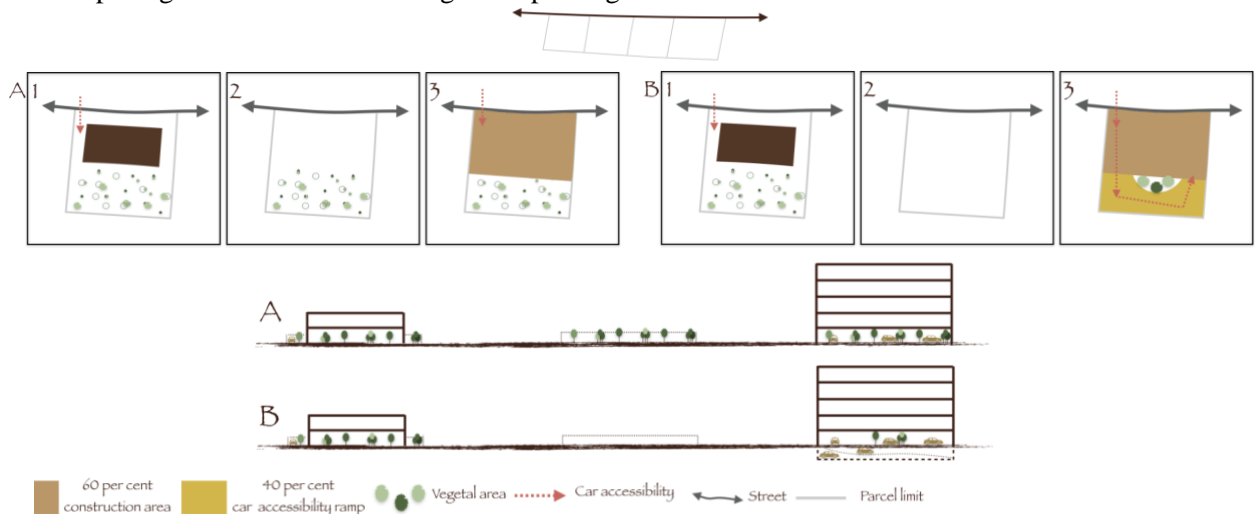 A 1
2
3
B 1
2
3
A
B
60 per cent
construction area
40 per cent
car accessibility ramp
Vegetal area
Car accessibility
Street
Parcel limit